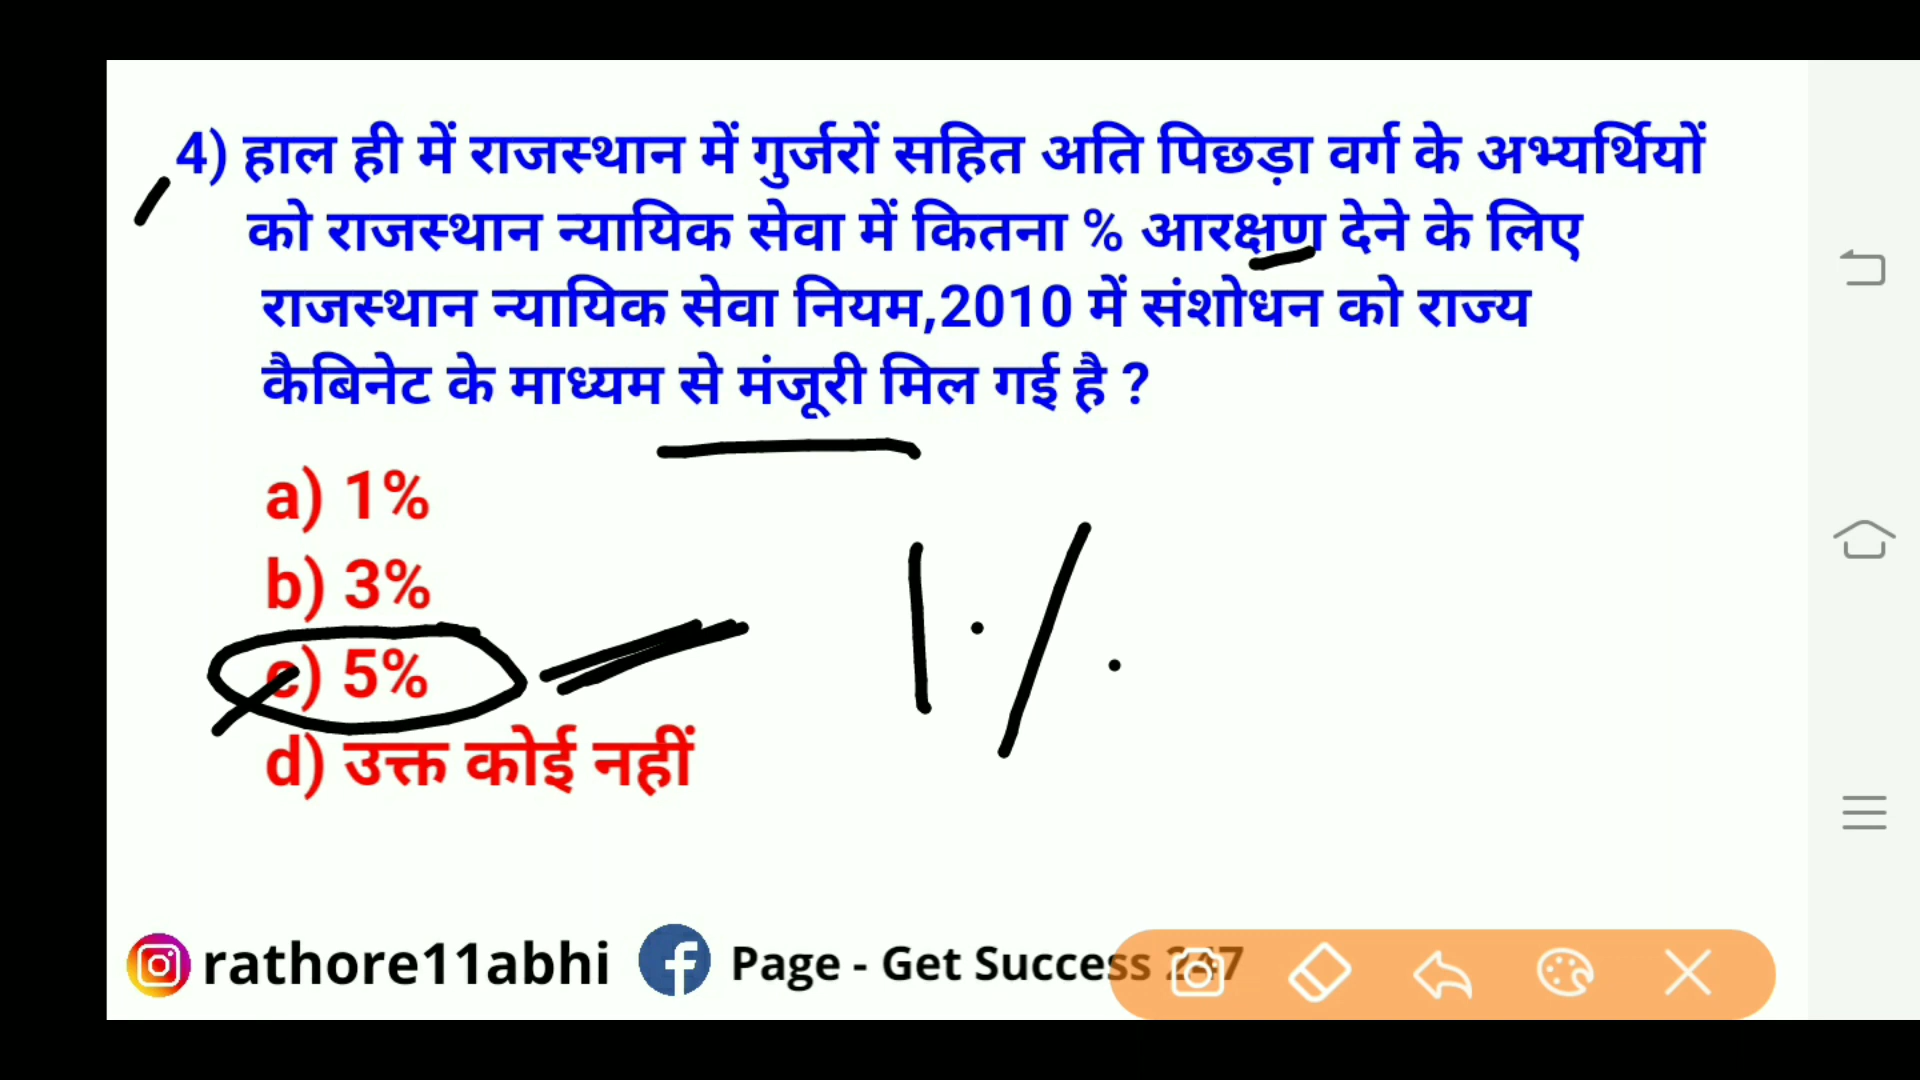 4) हाल ही में राजस्थान में गुर्जरों सहित अति पिछड़ा वर्ग के अभ्यर्थियों
को राजस्थान न्यायिक सेवा में कितना % आरक्षण देने के लिए
राजस्थान न्यायिक सेवा नियम,2010 में संशोधन को राज्य
कैबिनेट के माध्यम से मंजूरी मिल गई है ?
a) 1%
b) 3%
c) 5%
1%
d) उक्त कोई नहीं
rathore11abhi Page - Get Success 247